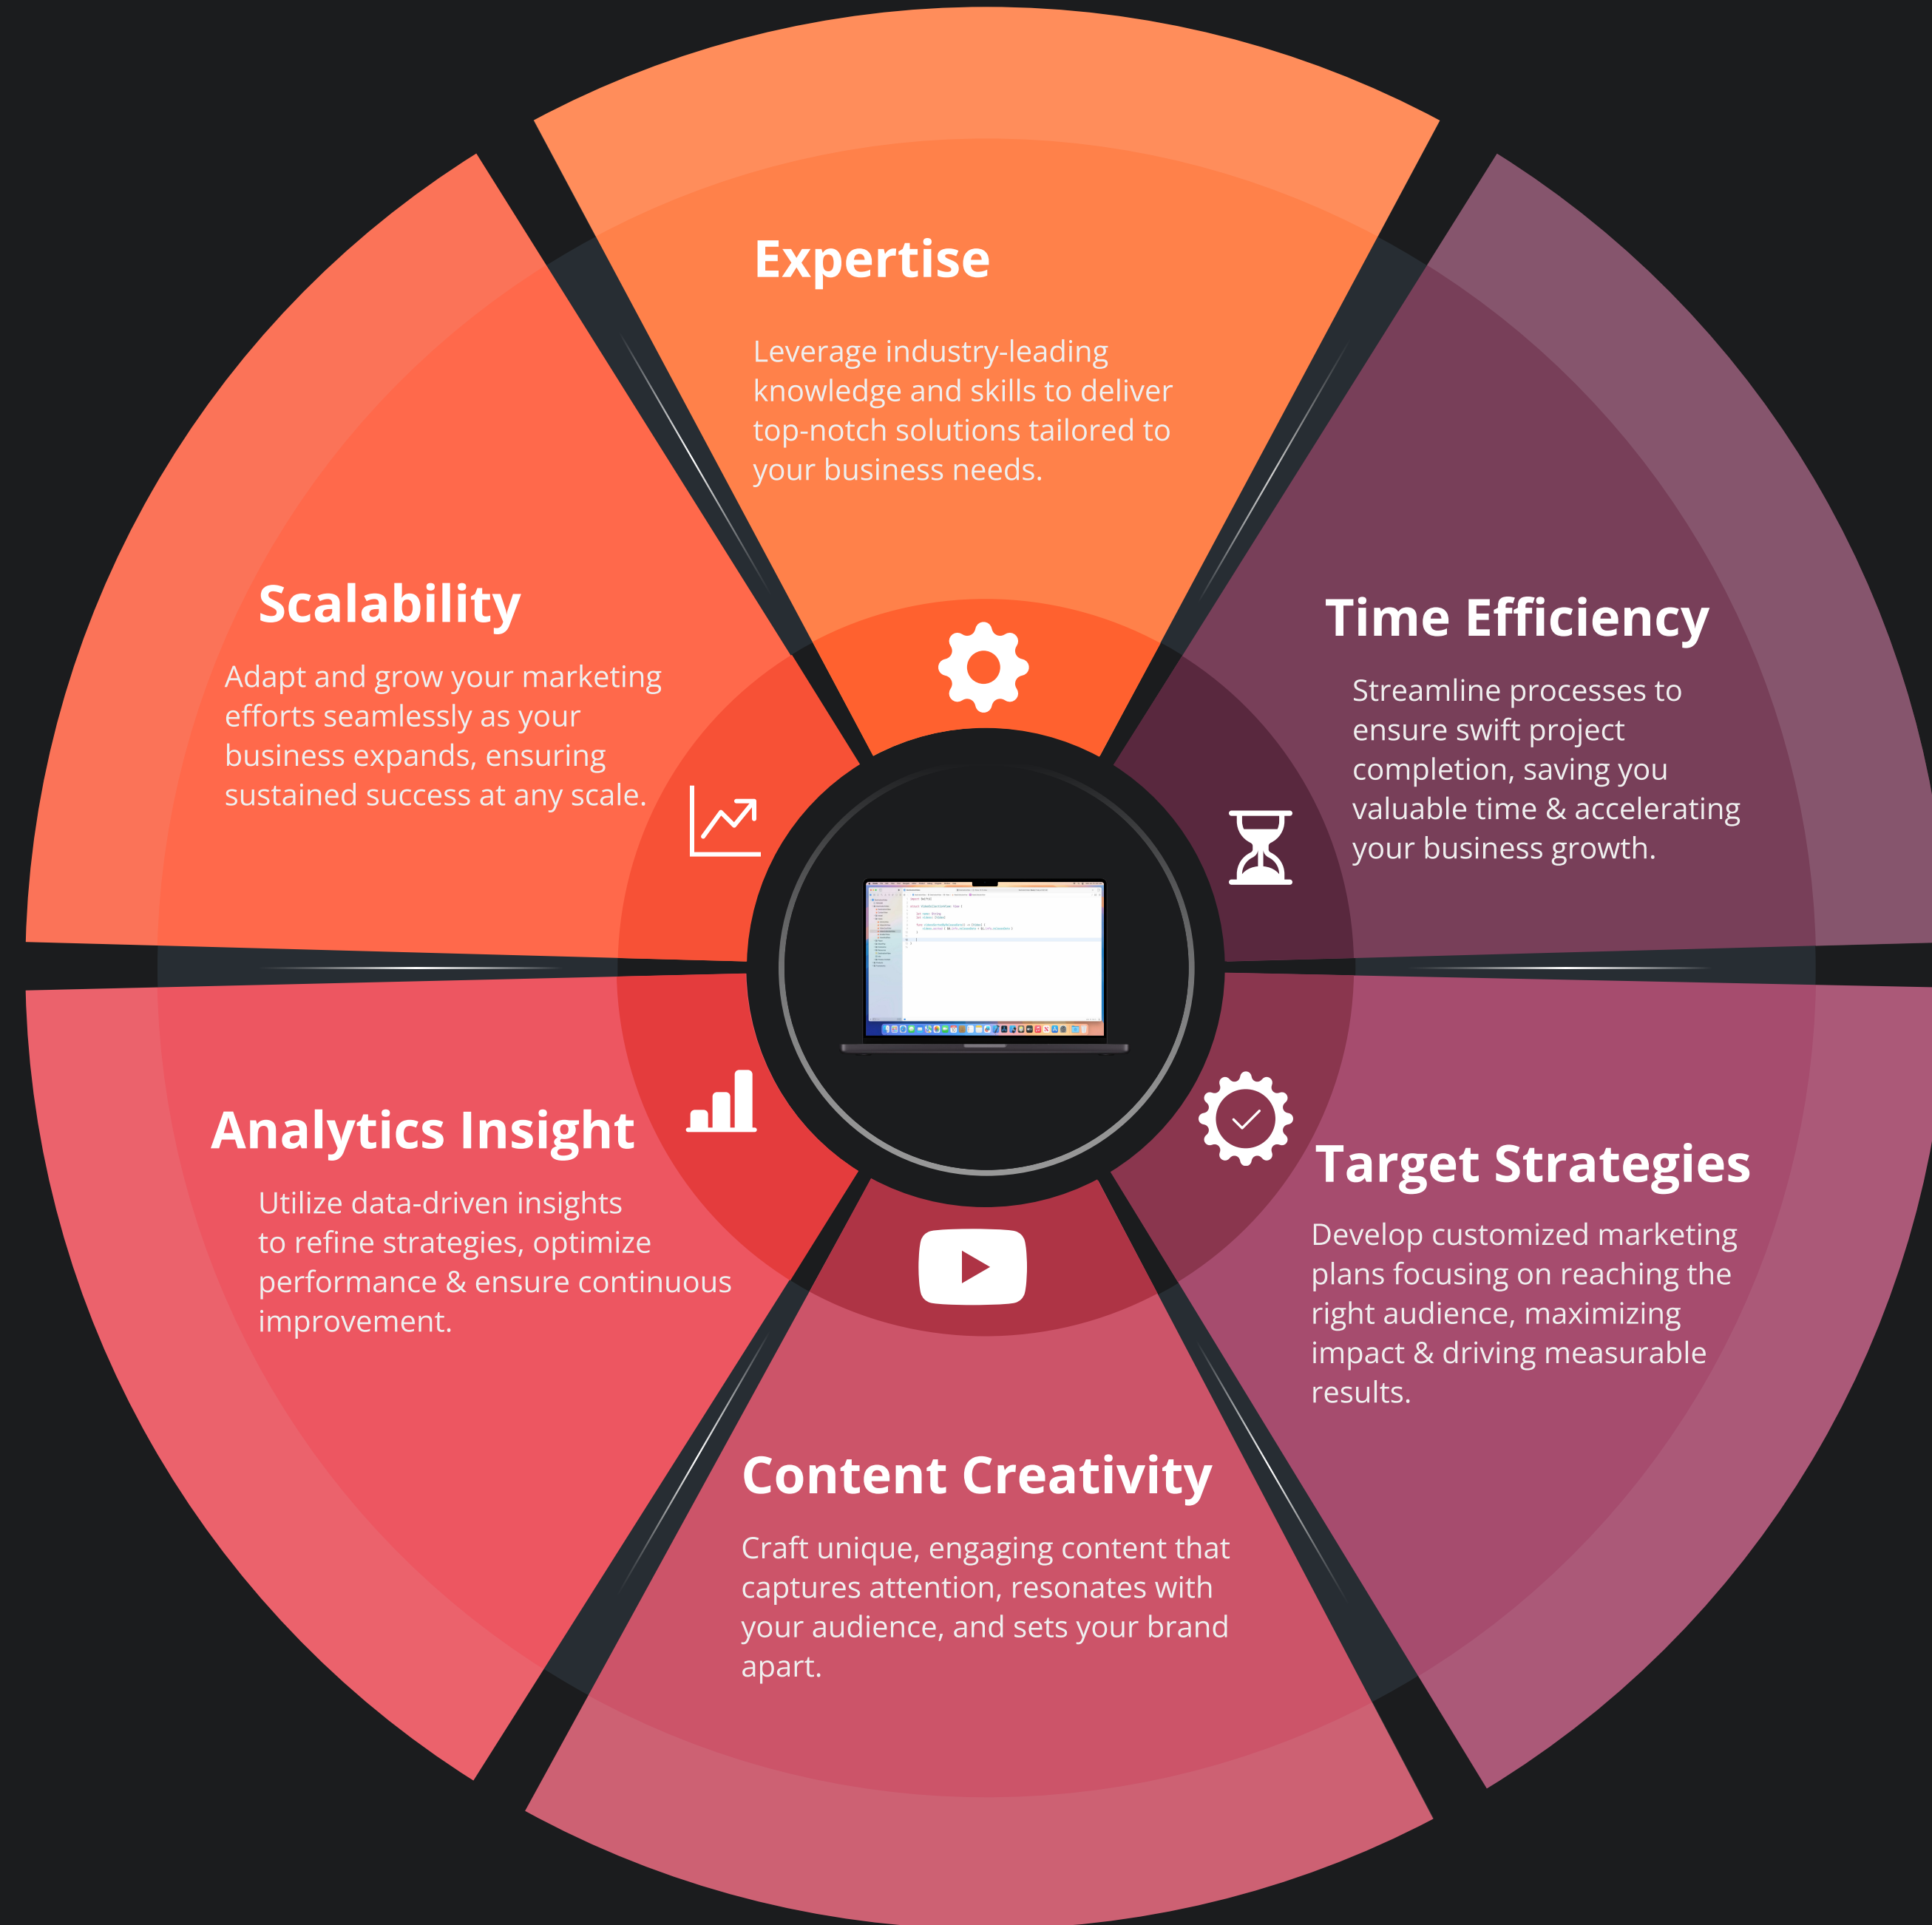 Expertise
Leverage industry-leading
knowledge and skills to deliver
top-notch solutions tailored to
your business needs.
Time Efficiency
Streamline processes to
ensure swift project
completion, saving you
valuable time & accelerating
your business growth.
Target Strategies
Develop customized marketing
plans focusing on reaching the
right audience, maximizing
impact & driving measurable
results.
Content Creativity
Craft unique, engaging content that
captures attention, resonates with
your audience, and sets your brand
apart.
Analytics Insight
Utilize data-driven insights
to refine strategies, optimize
performance & ensure continuous
improvement.
Scalability
Adapt and grow your marketing
efforts seamlessly as your
business expands, ensuring
sustained success at any scale.